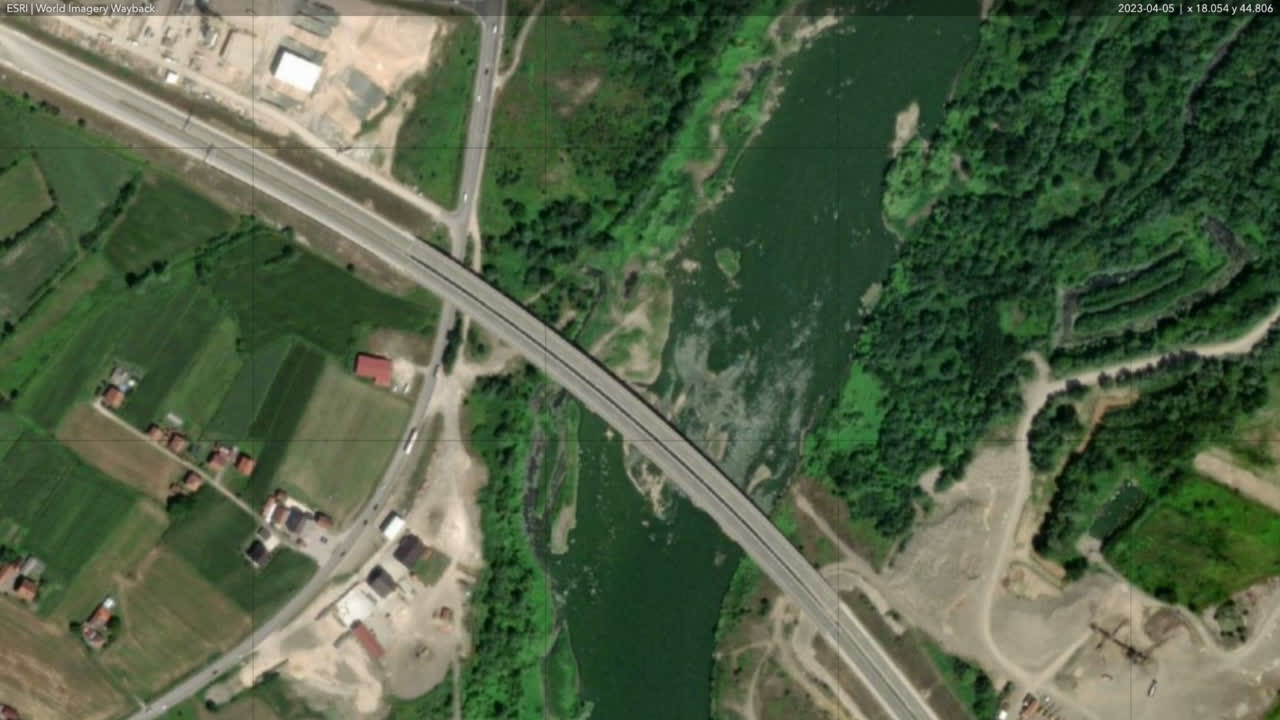 ESRI | World Imagery Wayback
2023-04-05 | x 18.054 y 44.806